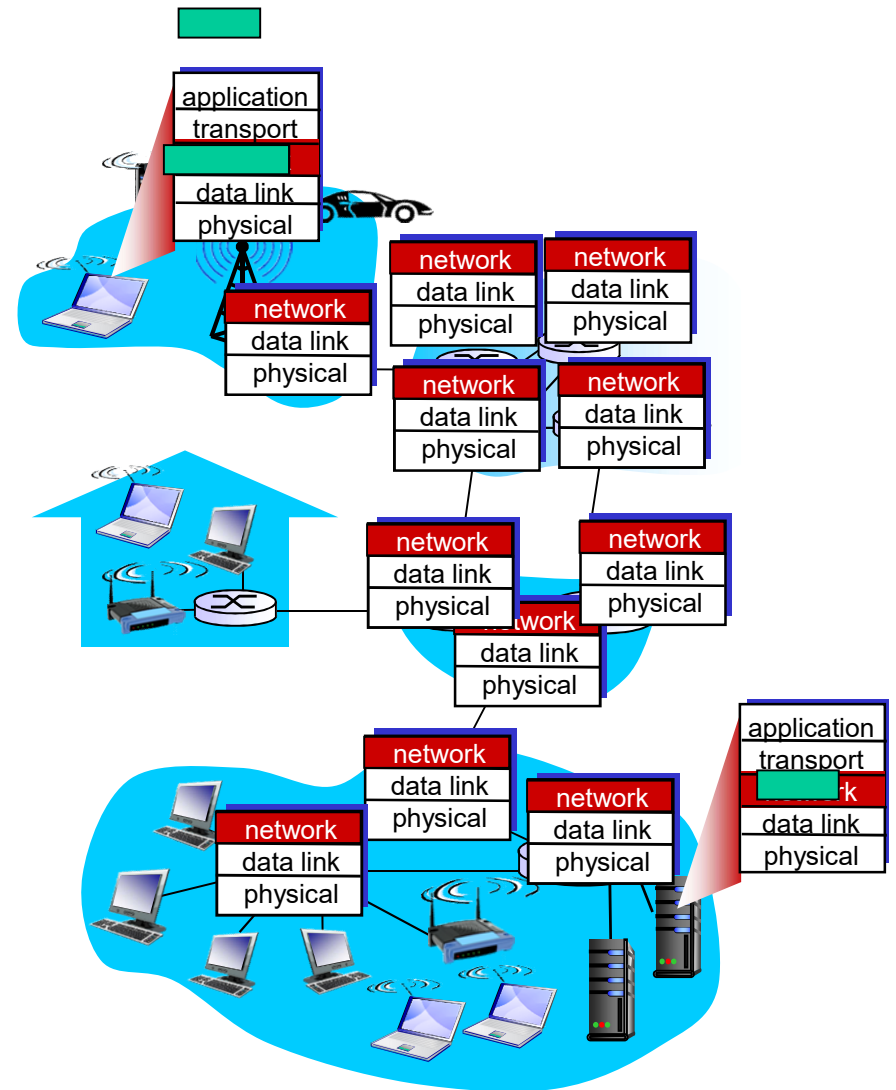 application
transport
data link
physical
network
data link
physical
network
data link
physical
network
data link
physical
network
data link
physical
network
data link
physical
network
data link
physical
network
data link
physical
network
data link
physical
application
transport
data link
physical
network
data link
physical
network
data link
physical
network
data link
physical